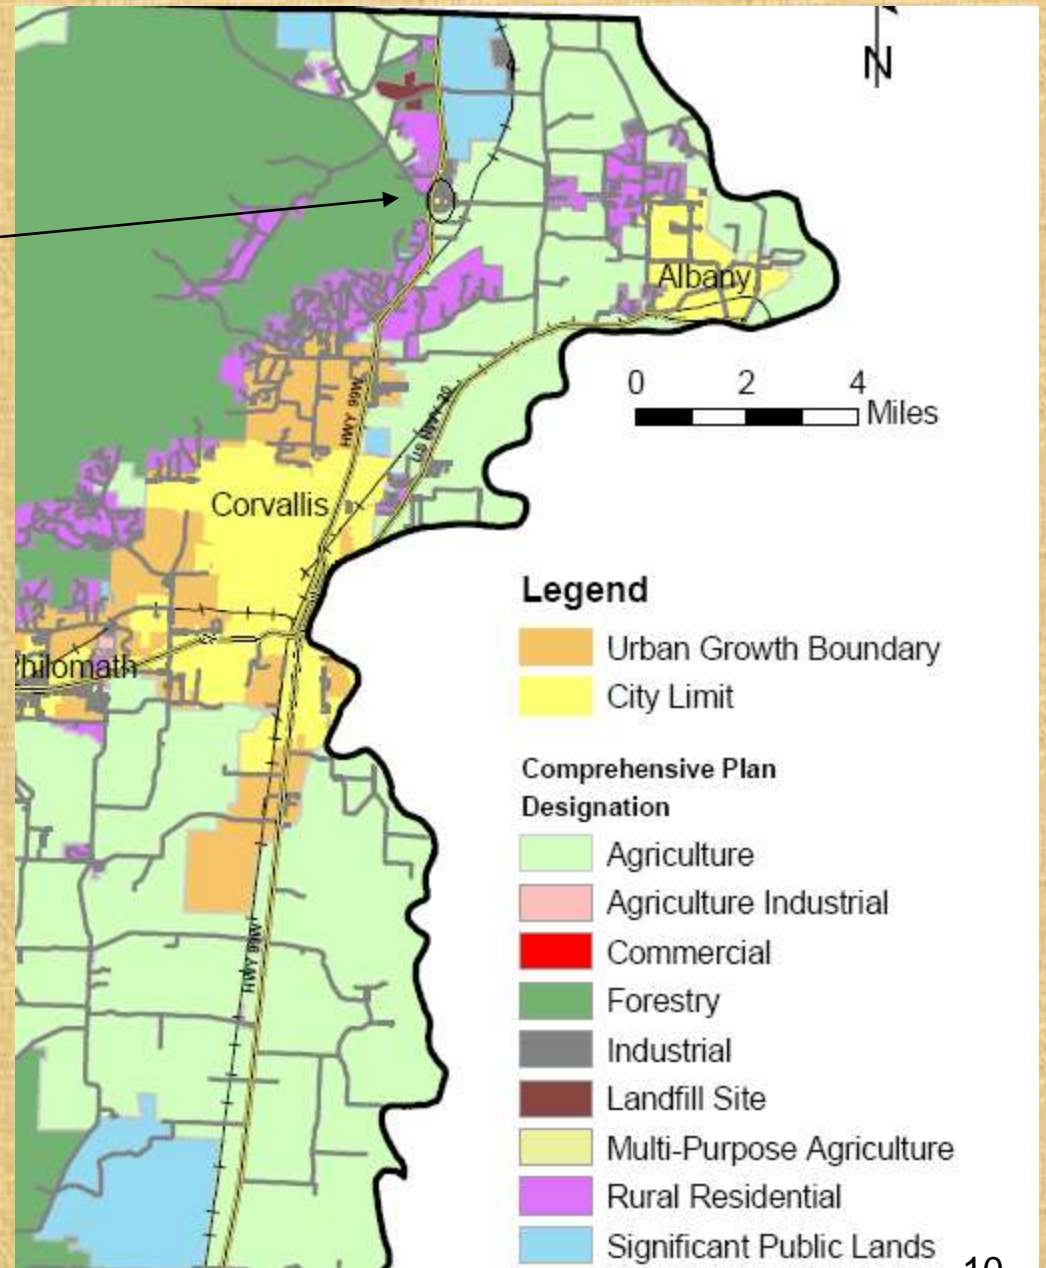 N
Albany
0 2 4
Miles
HWY 99W
US HWY 20
Corvallis
Philomath
HWY 99W
Legend
Urban Growth Boundary
City Limit
Comprehensive Plan
Designation
Agriculture
Agriculture Industrial
Commercial
Forestry
Industrial
Landfill Site
Multi-Purpose Agriculture
Rural Residential
Significant Public Lands
10